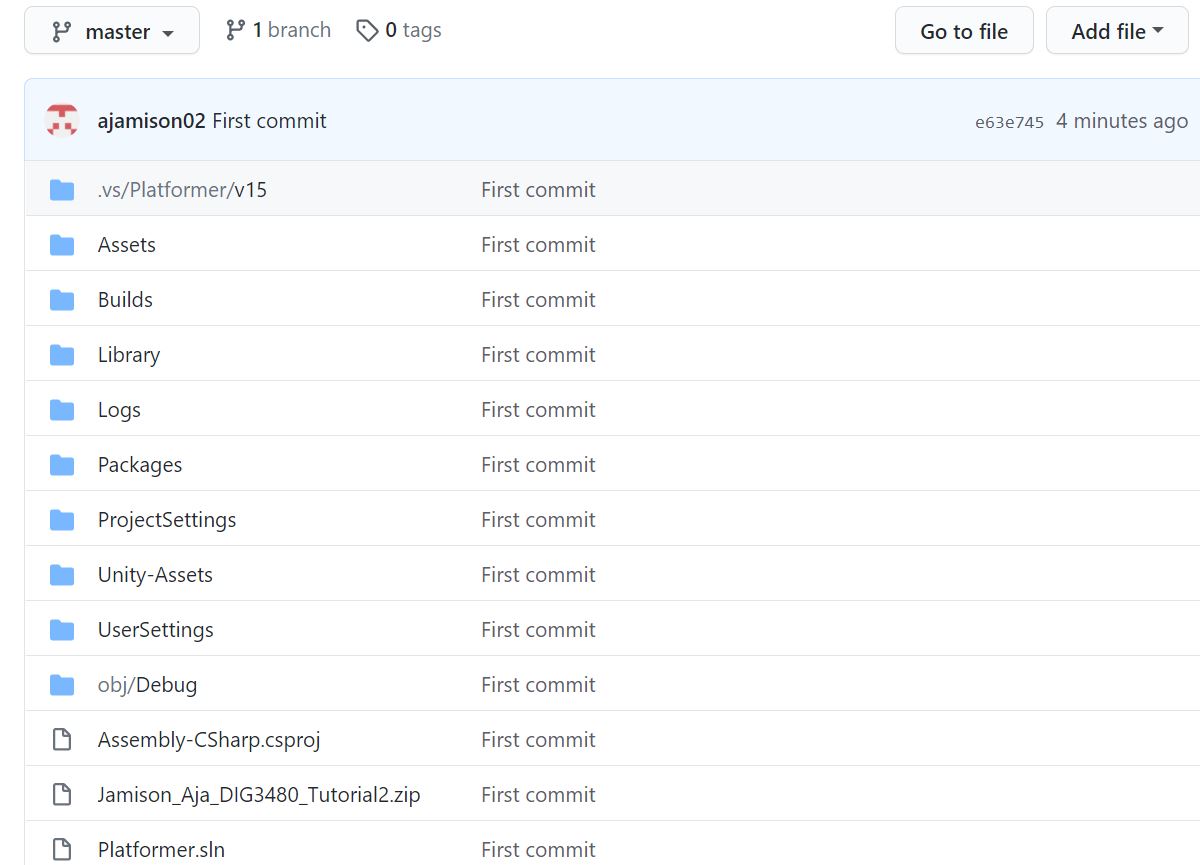 master 1 branch 0 tags Go to file Add file
ajamison02 First commit e63e745 4 minutes ago
.vs/Platformer/v15 First commit
Assets First commit
Builds First commit
Library First commit
Logs First commit
Packages First commit
ProjectSettings First commit
Unity-Assets First commit
UserSettings First commit
obj/Debug First commit
Assembly-CSharp.csproj First commit
Jamison_Aja_DIG3480_Tutorial2.zip First commit
Platformer.sln First commit